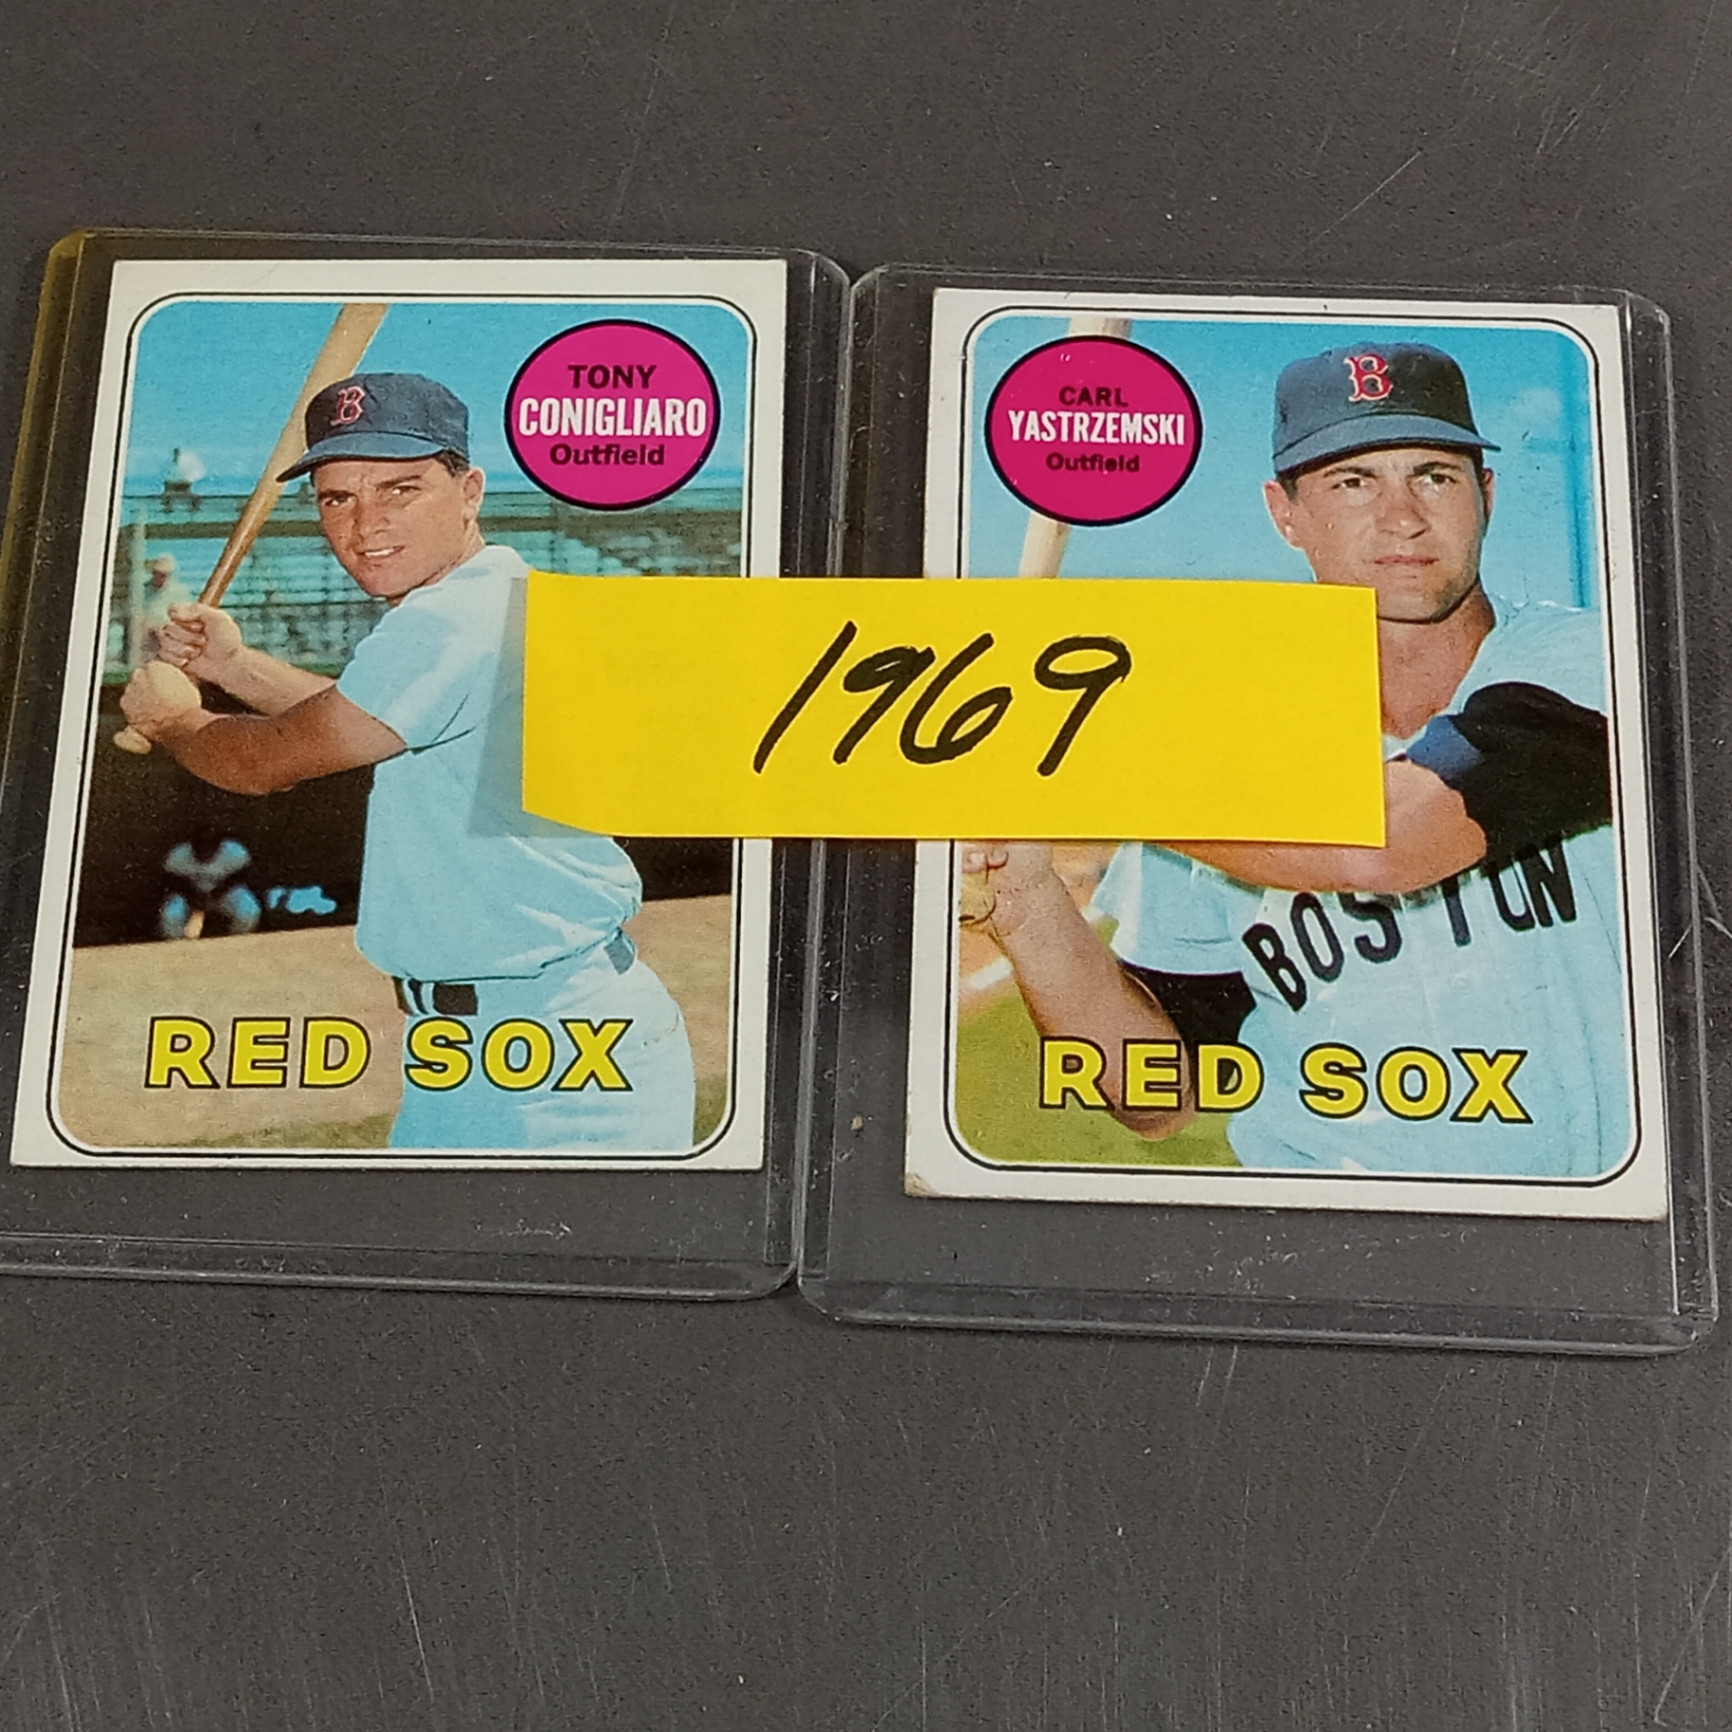 B
TONY
CONIGLIARO
Outfield
RED SOX
B
CARL
YASTRZEMSKI
Outfield
BOSTON
RED SOX
1969